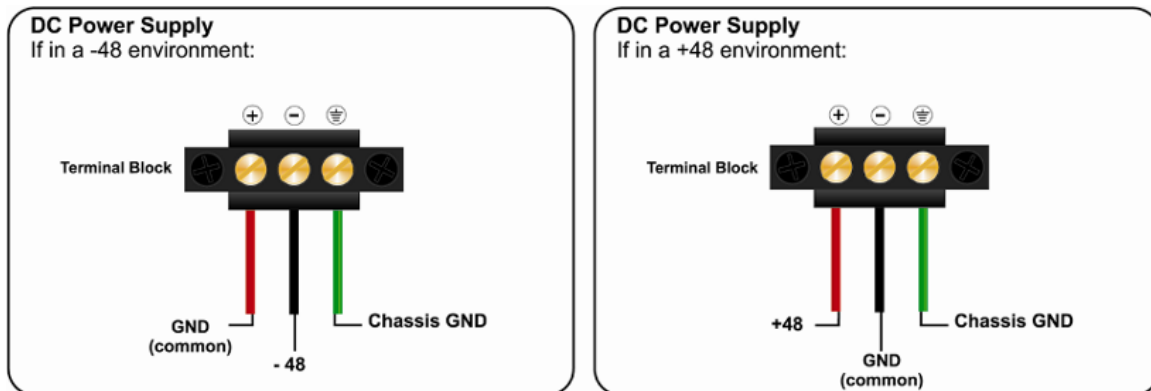 DC Power Supply
If in a -48 environment:
+ −
Terminal Block
GND
(common)
- 48
Chassis GND
DC Power Supply
If in a +48 environment:
+ −
Terminal Block
+48
GND
(common)
Chassis GND